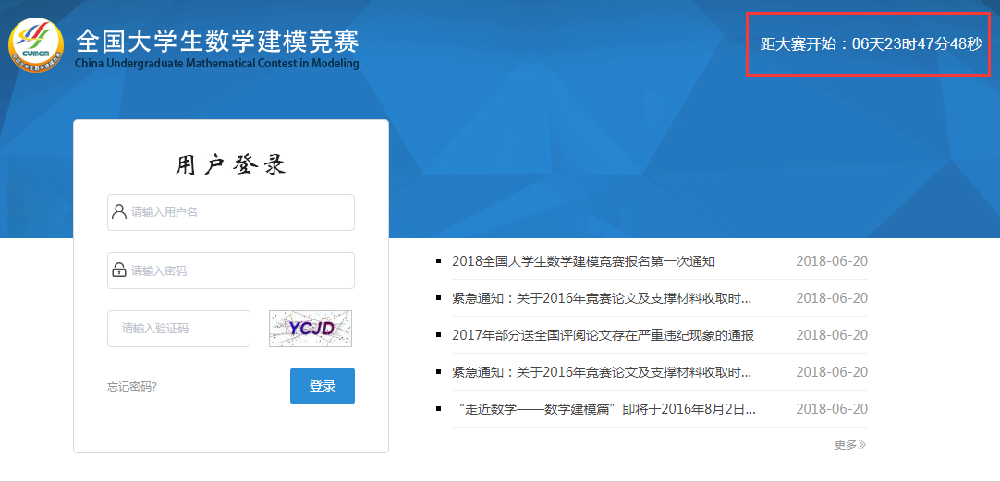 CUMCM
全国大学生数学建模竞赛
China Undergraduate Mathematical Contest in Modeling
距大赛开始：06天23时47分48秒
用户登录
请输入用户名
请输入密码
请输入验证码
YCJD
忘记密码?
登录
2018全国大学生数学建模竞赛报名第一次通知 2018-06-20
紧急通知：关于2016年竞赛论文及支撑材料收取时... 2018-06-20
2017年部分送全国评阅论文存在严重违纪现象的通报 2018-06-20
紧急通知：关于2016年竞赛论文及支撑材料收取时... 2018-06-20
“走近数学——数学建模篇”即将于2016年8月2日... 2018-06-20
更多》